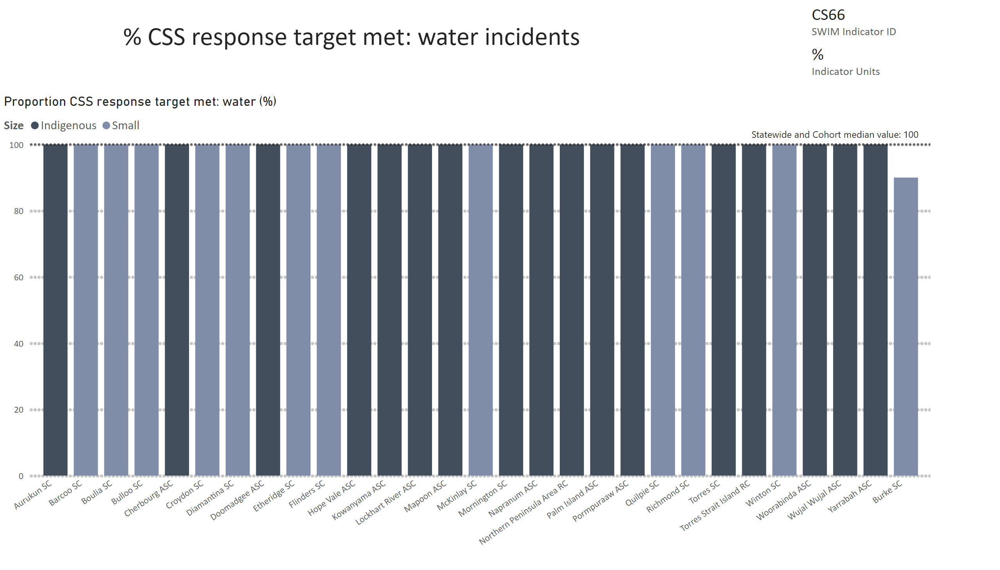 CS66
% CSS response target met: water incidents
SWIM Indicator ID
%
Indicator Units
Proportion CSS response target met: water (%)
Size Indigenous Small
Statewide and Cohort median value: 100
100
80
60
40
20
0
Aurukun SC
Barcoo SC
Boulia SC
Bulloo SC
Cherbourg ASC
Croydon SC
Diamantina SC
Doomadgee ASC
Etheridge SC
Flinders SC
Hope Vale ASC
Kowanyama ASC
Lockhart River ASC
Mapoon ASC
McKinlay SC
Mornington SC
Napranum ASC
Northern Peninsula Area RC
Palm Island ASC
Pormpuraaw ASC
Quilpie SC
Richmond SC
Torres SC
Torres Strait Island RC
Winton SC
Woorabinda ASC
Wujal Wujal ASC
Yarrabah ASC
Burke SC